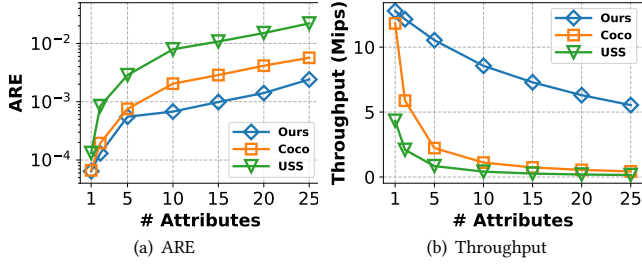 ARE
10⁻²
10⁻³
10⁻⁴
Ours
Coco
USS
1 5 10 15 20 25
# Attributes
(a) ARE
Throughput (Mips)
10
5
0
Ours
Coco
USS
1 5 10 15 20 25
# Attributes
(b) Throughput